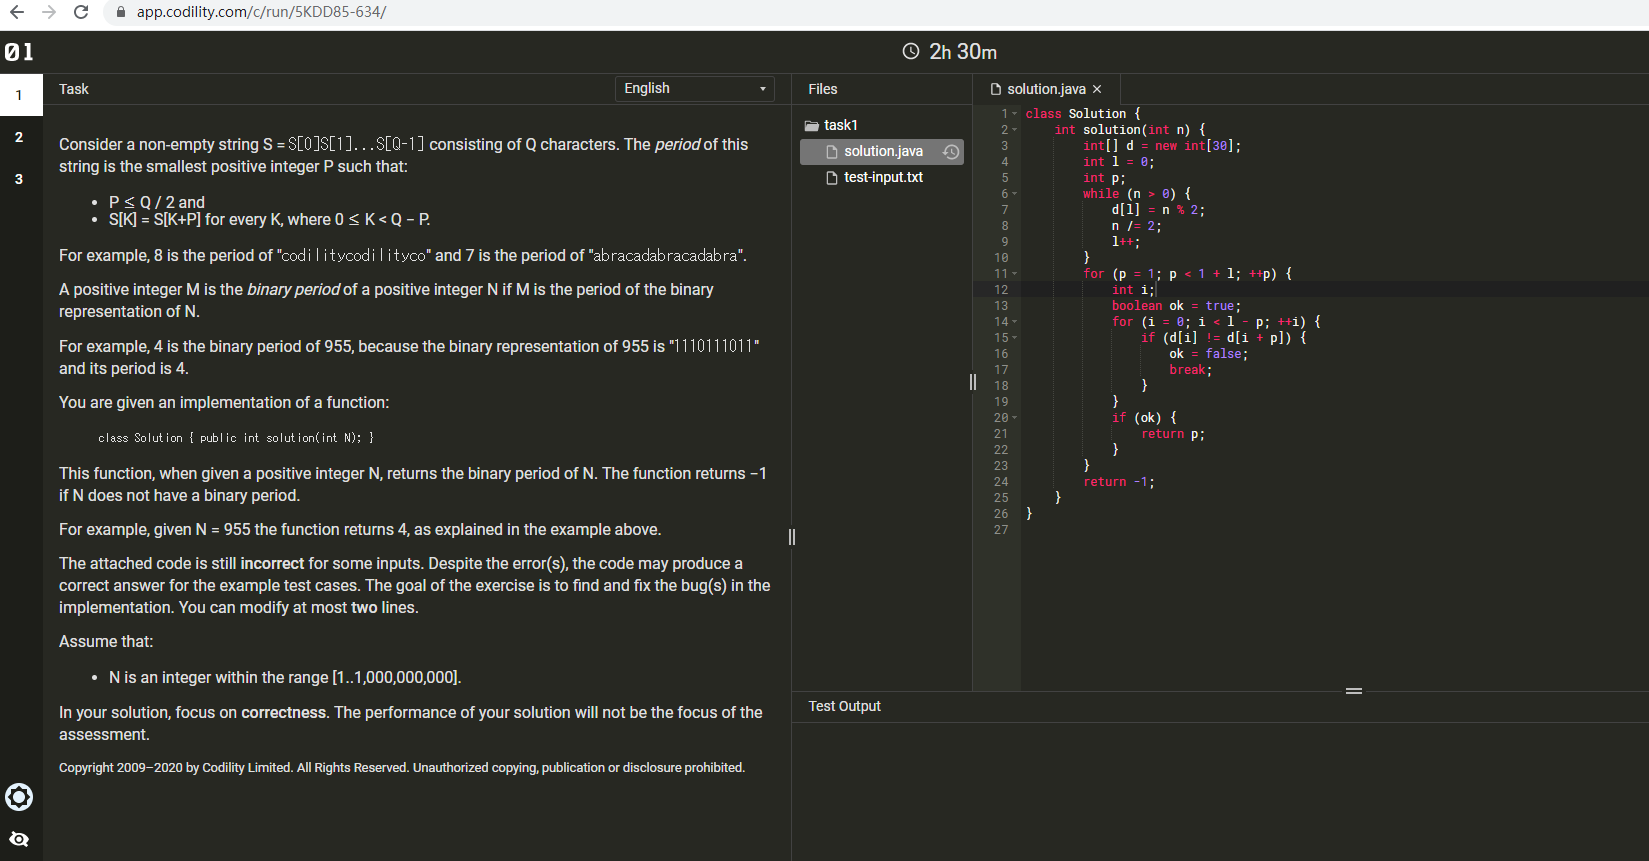 app.codility.com/c/run/5KDD85-634/
01
2h 30m
1
2
3
Task
English
Consider a non-empty string S = S[0]S[1]...S[Q-1] consisting of Q characters. The period of this
string is the smallest positive integer P such that:
• P ≤ Q / 2 and
• S[K] = S[K+P] for every K, where 0 ≤ K < Q − P.
For example, 8 is the period of "codilitycodilityco" and 7 is the period of "abracadabracadabra".
A positive integer M is the binary period of a positive integer N if M is the period of the binary
representation of N.
For example, 4 is the binary period of 955, because the binary representation of 955 is "1110111011"
and its period is 4.
You are given an implementation of a function:
class Solution { public int solution(int N); }
This function, when given a positive integer N, returns the binary period of N. The function returns −1
if N does not have a binary period.
For example, given N = 955 the function returns 4, as explained in the example above.
The attached code is still incorrect for some inputs. Despite the error(s), the code may produce a
correct answer for the example test cases. The goal of the exercise is to find and fix the bug(s) in the
implementation. You can modify at most two lines.
Assume that:
• N is an integer within the range [1..1,000,000,000].
In your solution, focus on correctness. The performance of your solution will not be the focus of the
assessment.
Copyright 2009–2020 by Codility Limited. All Rights Reserved. Unauthorized copying, publication or disclosure prohibited.
Files
task1
solution.java
test-input.txt
solution.java ×
1 class Solution {
2 int solution(int n) {
3 int[] d = new int[30];
4 int l = 0;
5 int p;
6 while (n > 0) {
7 d[l] = n % 2;
8 n /= 2;
9 l++;
10 }
11 for (p = 1; p < 1 + l; ++p) {
12 int i;
13 boolean ok = true;
14 for (i = 0; i < l - p; ++i) {
15 if (d[i] != d[i + p]) {
16 ok = false;
17 break;
18 }
19 }
20 if (ok) {
21 return p;
22 }
23 }
24 return -1;
25 }
26 }
27
Test Output